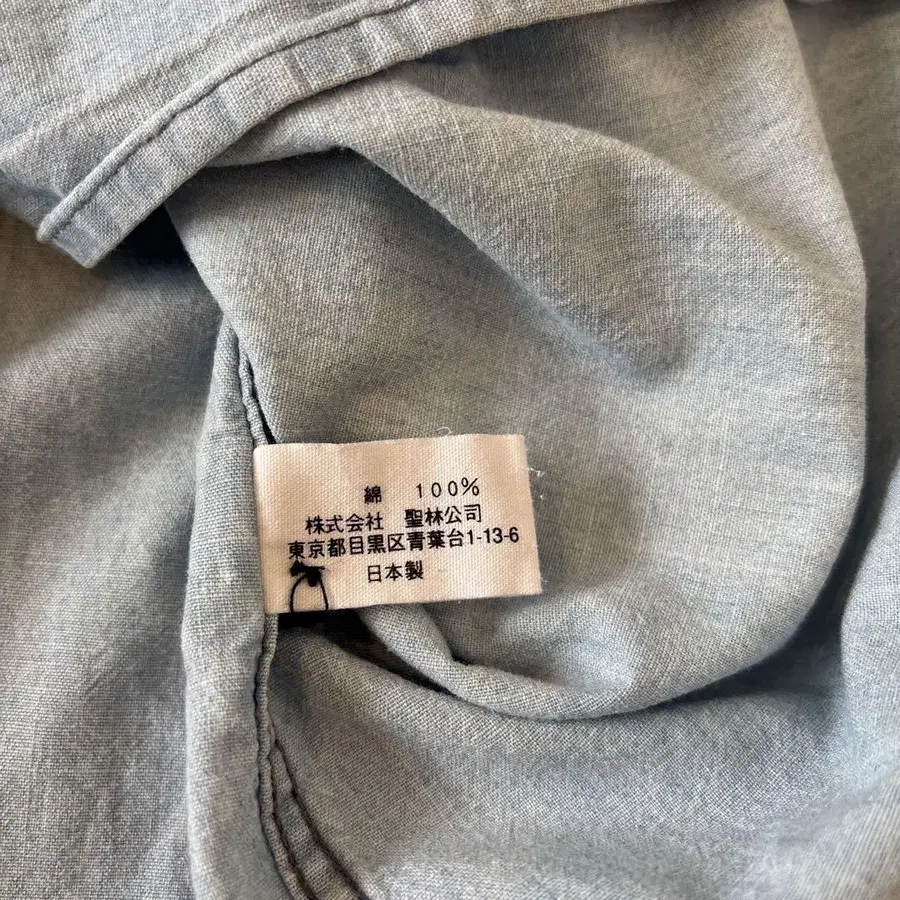 綿 100%
株式会社 聖林公司
東京都目黒区青葉台1-13-6
日本製